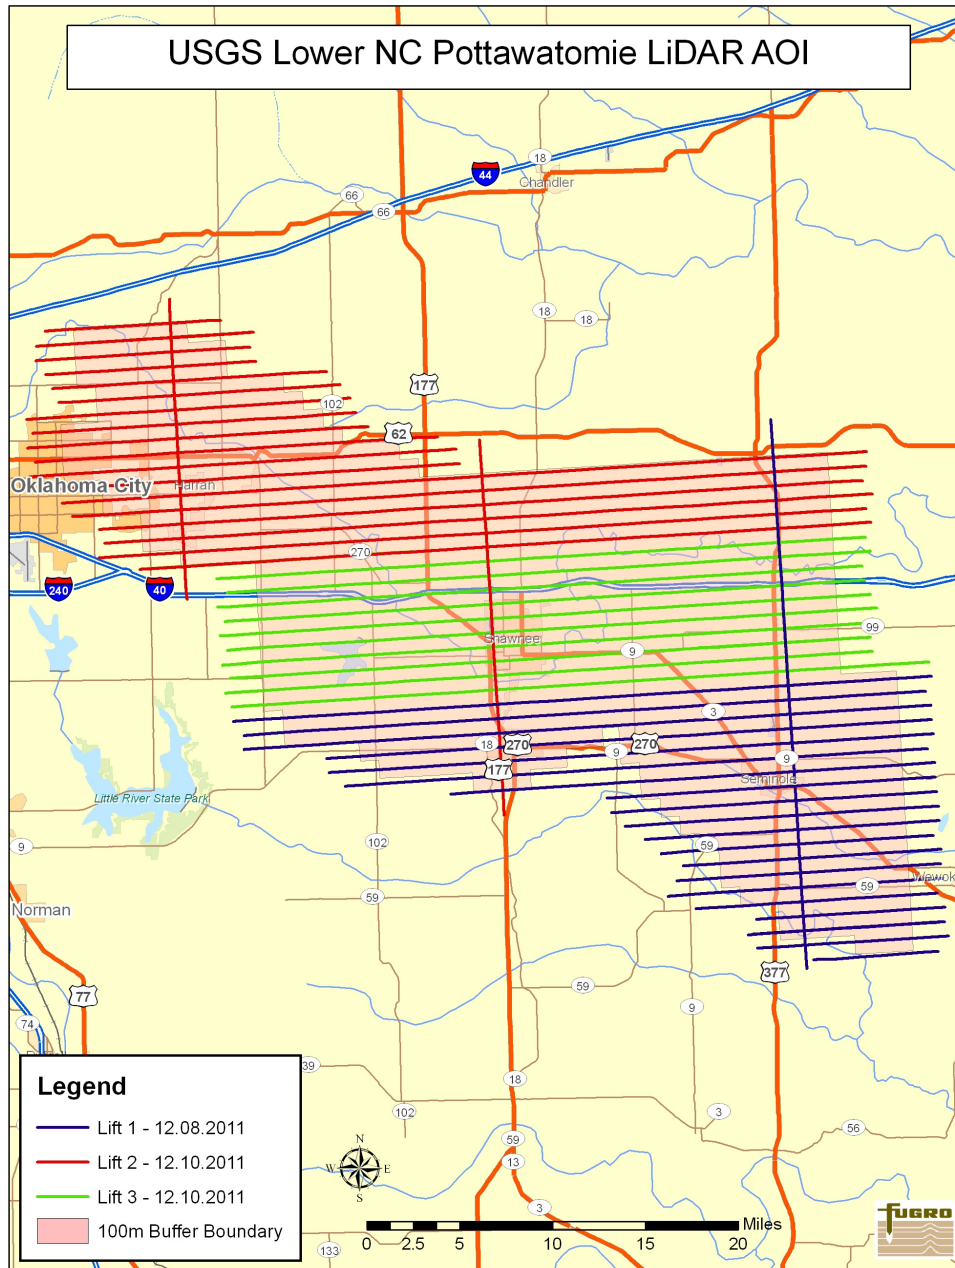 USGS Lower NC Pottawatomie LiDAR AOI
18
44
Chandler
66
66
18
18
177
102
62
Oklahoma City
Harrah
270
240
40
99
Shawnee
9
3
18
270
270
9
177
9
Seminole
Little River State Park
9
102
59
59
59
Wewok
Norman
377
77
59
9
74
39
18
102
3
56
59
13
3
133
Legend
Lift 1 - 12.08.2011
Lift 2 - 12.10.2011
Lift 3 - 12.10.2011
100m Buffer Boundary
N
W E
S
Miles
0 2.5 5 10 15 20
FUGRO